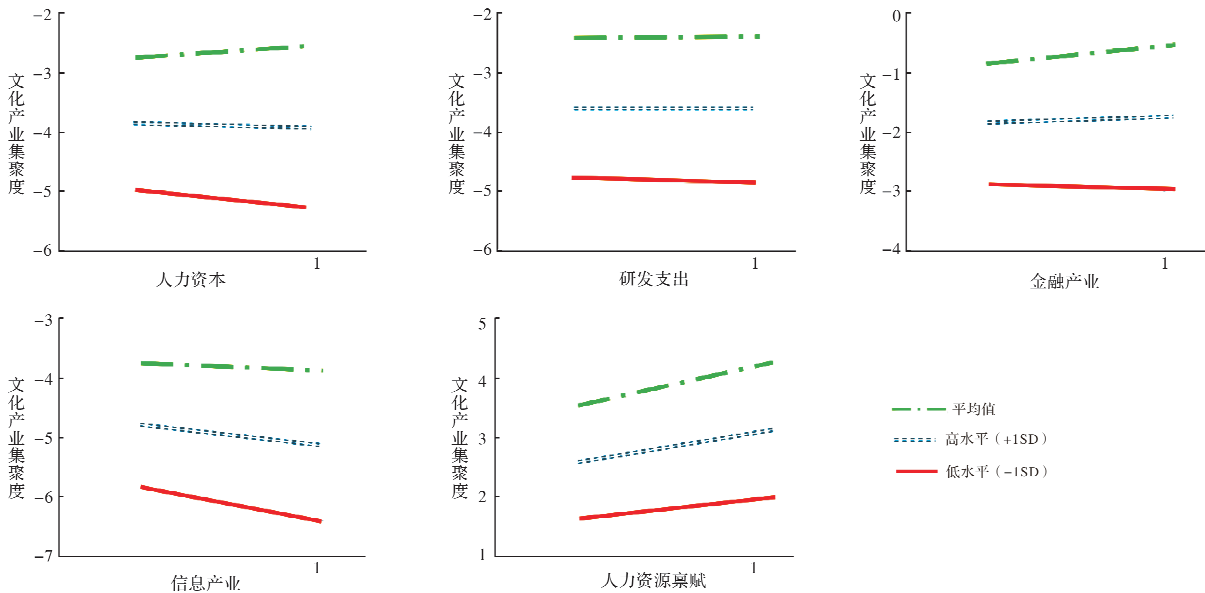 −2
−3
−4
−5
−6
文化产业集聚度
1
人力资本
−2
−3
−4
−5
−6
文化产业集聚度
1
研发支出
0
−1
−2
−3
−4
文化产业集聚度
1
金融产业
−3
−4
−5
−6
−7
文化产业集聚度
1
信息产业
5
4
3
2
1
文化产业集聚度
1
人力资源禀赋
平均值
高水平（+1SD）
低水平（−1SD）